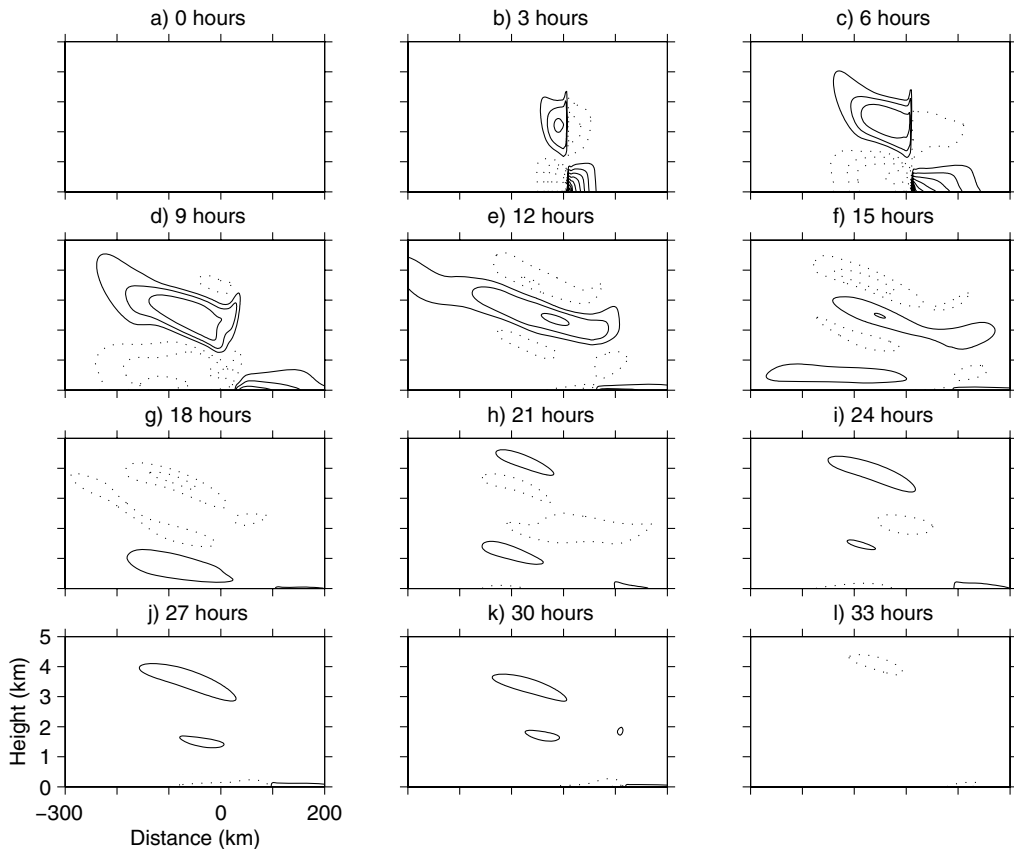 a) 0 hours
b) 3 hours
c) 6 hours
d) 9 hours
e) 12 hours
f) 15 hours
g) 18 hours
h) 21 hours
i) 24 hours
j) 27 hours
k) 30 hours
l) 33 hours
5
4
3
2
1
0
Height (km)
−300
0
200
Distance (km)